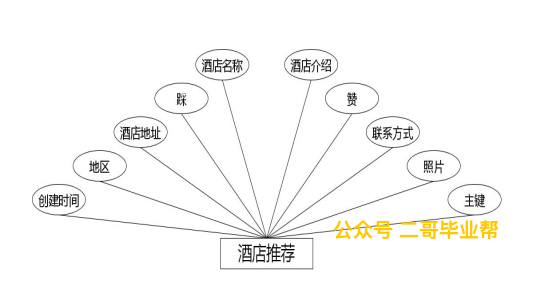 酒店名称
酒店介绍
踩
赞
酒店地址
联系方式
地区
照片
创建时间
主键
公众号 二哥毕业帮
酒店推荐